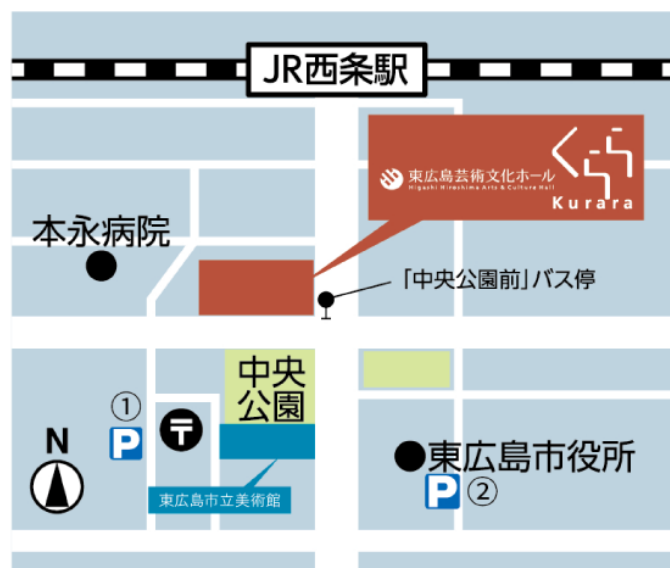 JR西条駅
東広島芸術文化ホール
Higashi Hiroshima Arts & Culture Hall
くらら
Kurara
本永病院
「中央公園前」バス停
中央
公園
①
P
〒
N
東広島市役所
P ②
東広島市立美術館